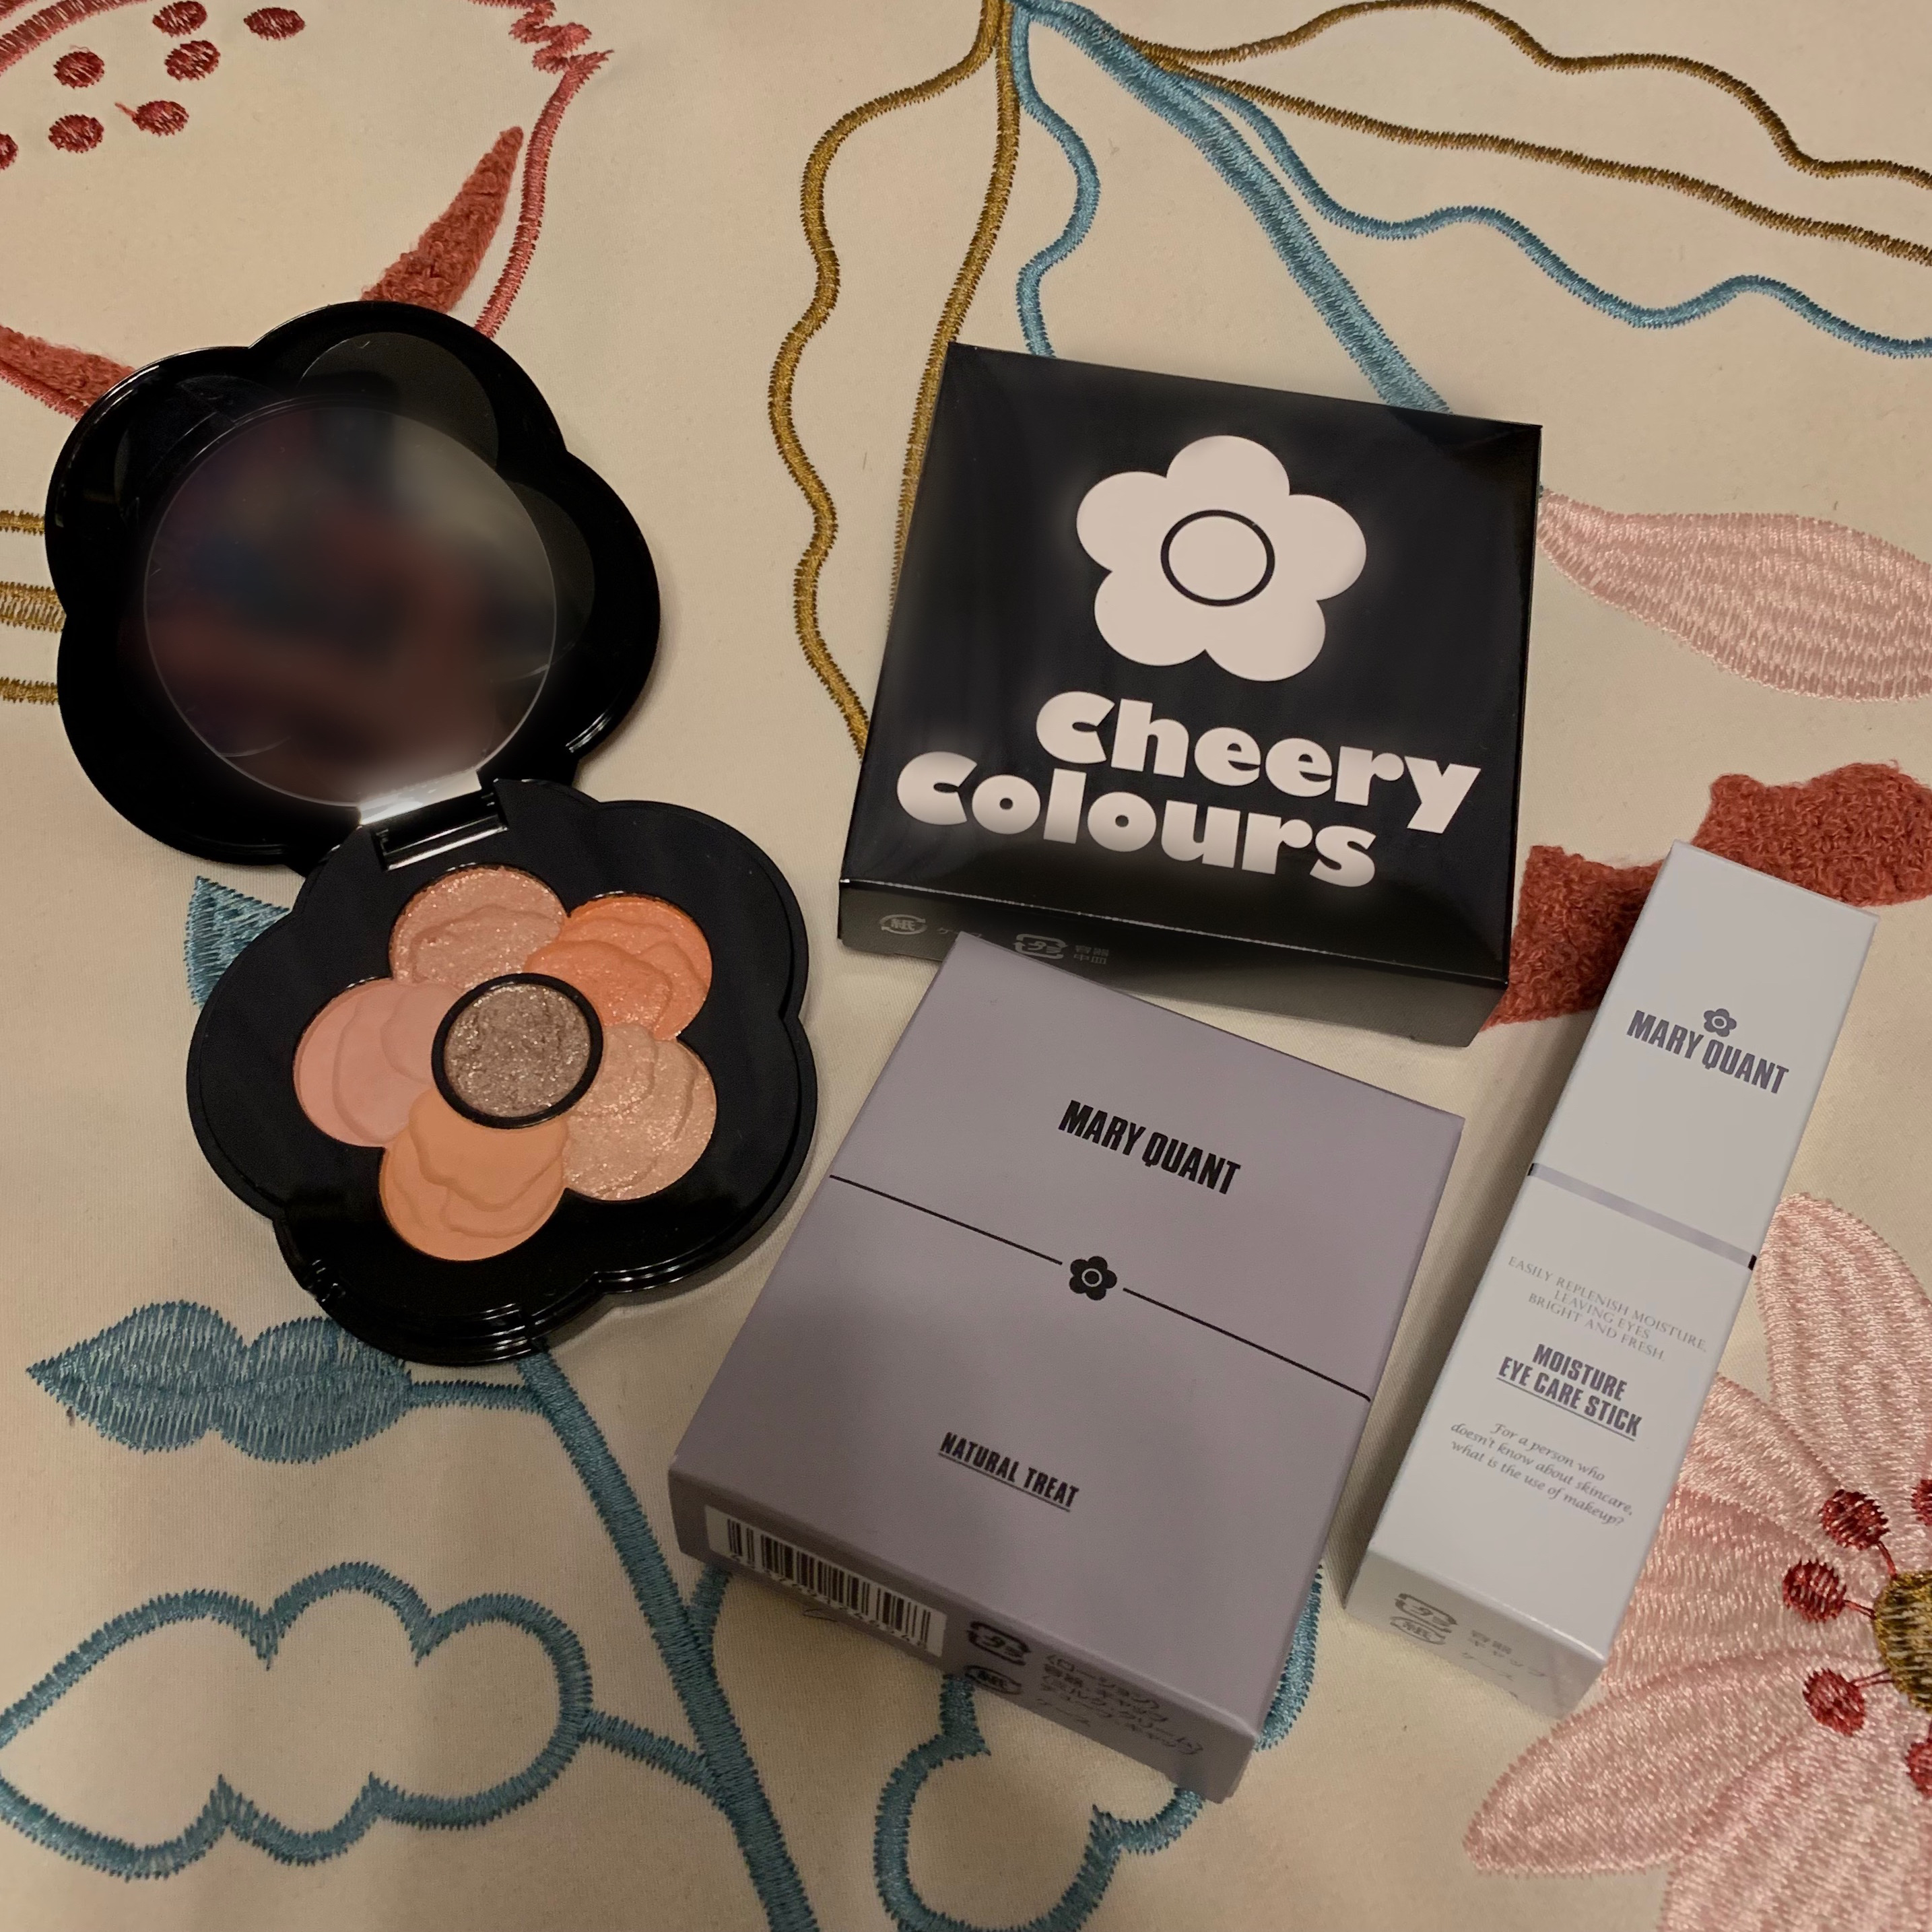 Cheery
Colours
MARY QUANT
NATURAL TREAT
MARY QUANT
EASILY REPLENISH MOISTURE,
LEAVING EYES
BRIGHT AND FRESH
MOISTURE
EYE CARE STICK
For a person who
doesn't know about skincare,
what is the use of makeup?